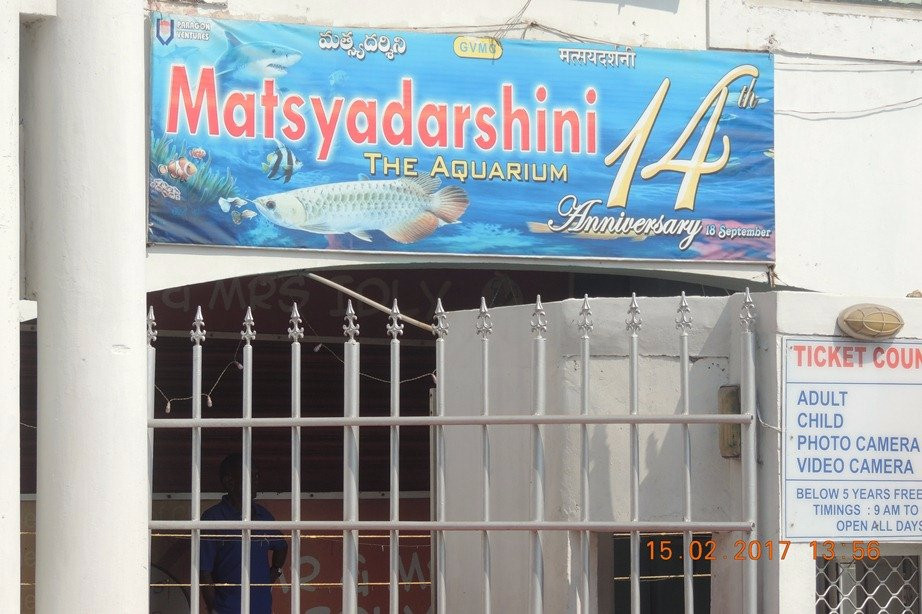 PARAGON
VENTURES
మత్స్యదర్శిని
GVMC
मत्सयदर्शनी
Matsyadarshini
14th
THE AQUARIUM
Anniversary 18 September
TICKET COUN
ADULT
CHILD
PHOTO CAMERA
VIDEO CAMERA
BELOW 5 YEARS FREE
TIMINGS : 9 AM TO
OPEN ALL DAYS
15.02.2017 13:56